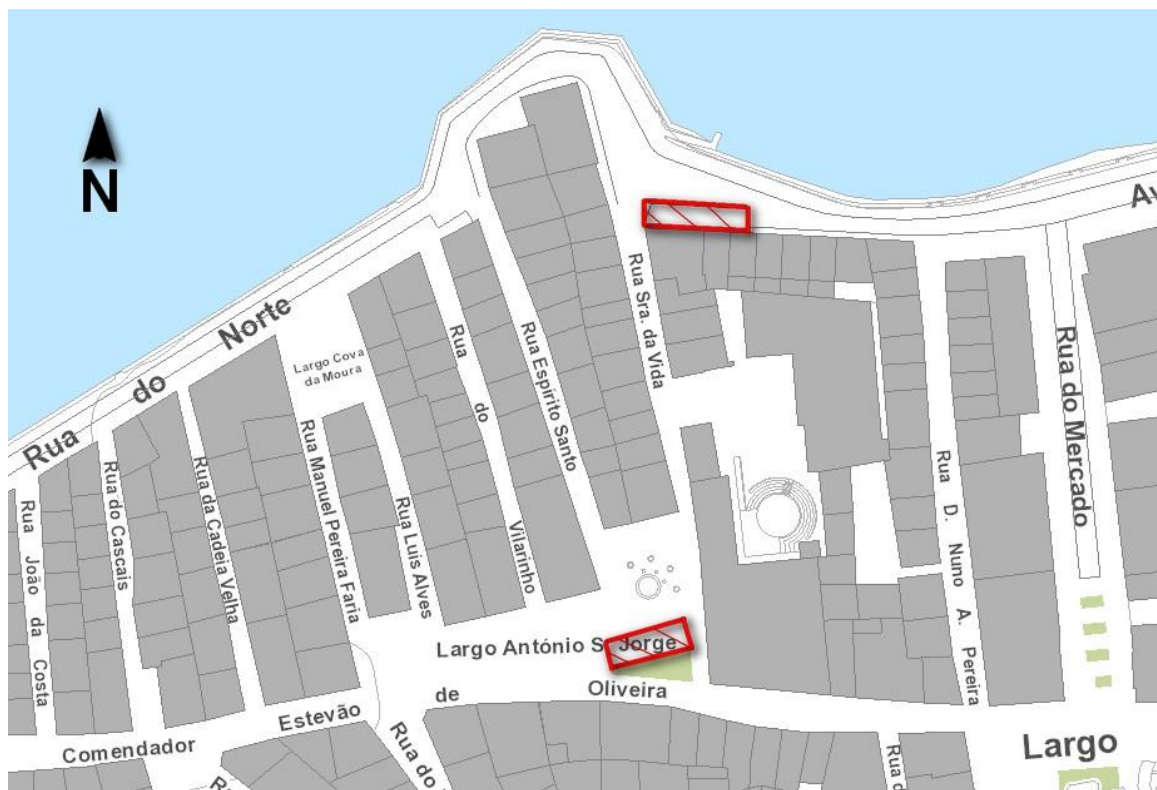 N
Av
Rua do Norte
Largo Cova
da Moura
Rua Sra. da Vida
Rua Espírito Santo
Rua do Vilarinho
Rua do Mercado
Rua D. Nuno A. Pereira
Rua Luis Alves
Rua Manuel Pereira Faria
Rua da Cadeia Velha
Rua do Cascais
Rua João da Costa
Largo António S. Jorge
Comendador Estevão de Oliveira
Rua do
Rua d
Largo